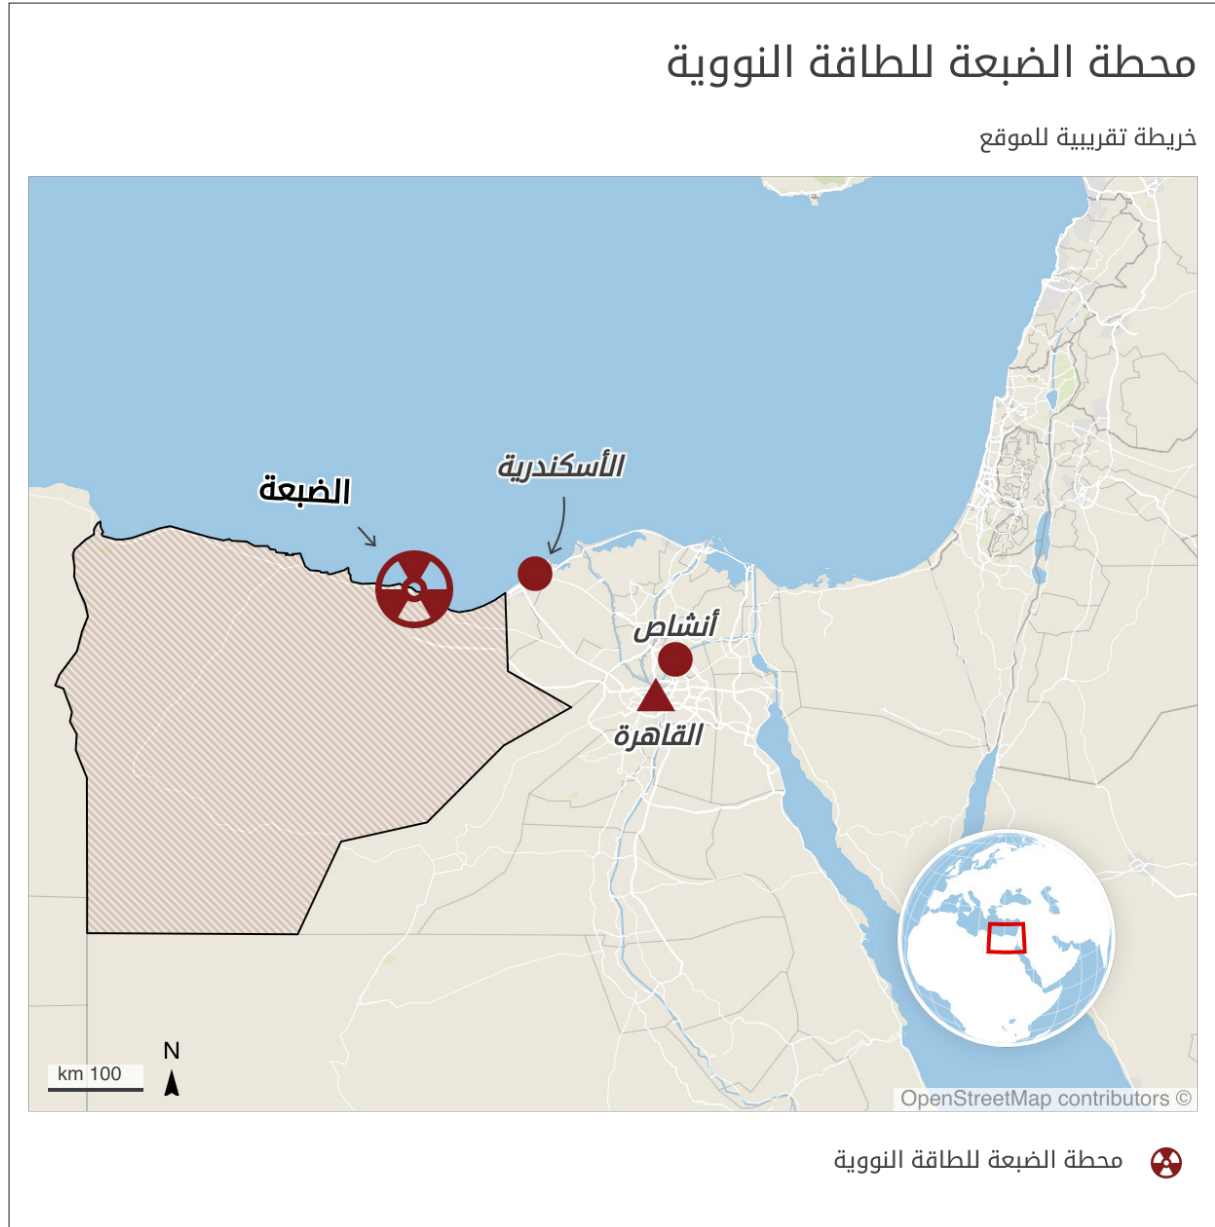 محطة الضبعة للطاقة النووية
خريطة تقريبية للموقع
الأسكندرية
الضبعة
أنشاص
القاهرة
N
km 100
OpenStreetMap contributors ©
محطة الضبعة للطاقة النووية